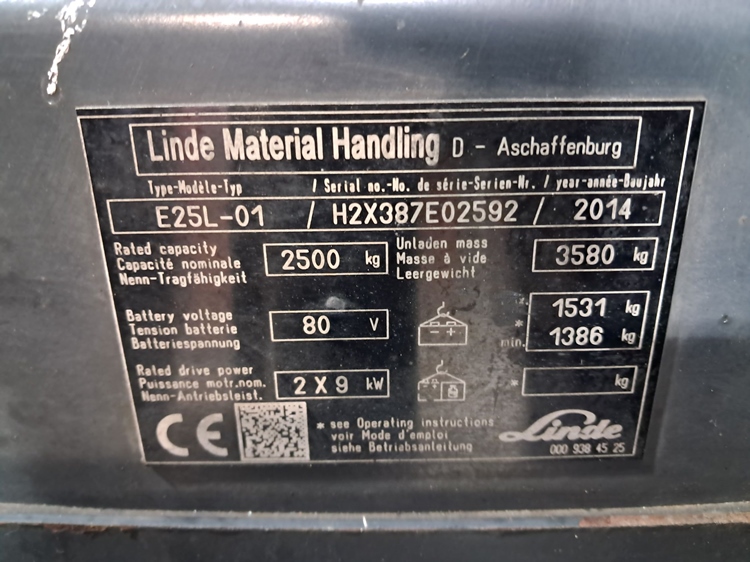 Linde Material Handling D - Aschaffenburg
Type-Modèle-Typ / Serial no.-No. de série-Serien-Nr. / year-année-Baujahr
E25L-01 / H2X387E02592 / 2014
Rated capacity
Capacité nominale
Nenn-Tragfähigkeit
2500 kg
Unladen mass
Masse à vide
Leergewicht
3580 kg
Battery voltage
Tension batterie
Batteriespannung
80 V
- +
* min.
1531 kg
1386 kg
Rated drive power
Puissance motr.nom.
Nenn-Antriebsleist.
2 X 9 kW
* kg
CE
* see Operating instructions
voir Mode d'emploi
siehe Betriebsanleitung
Linde
000 938 45 25